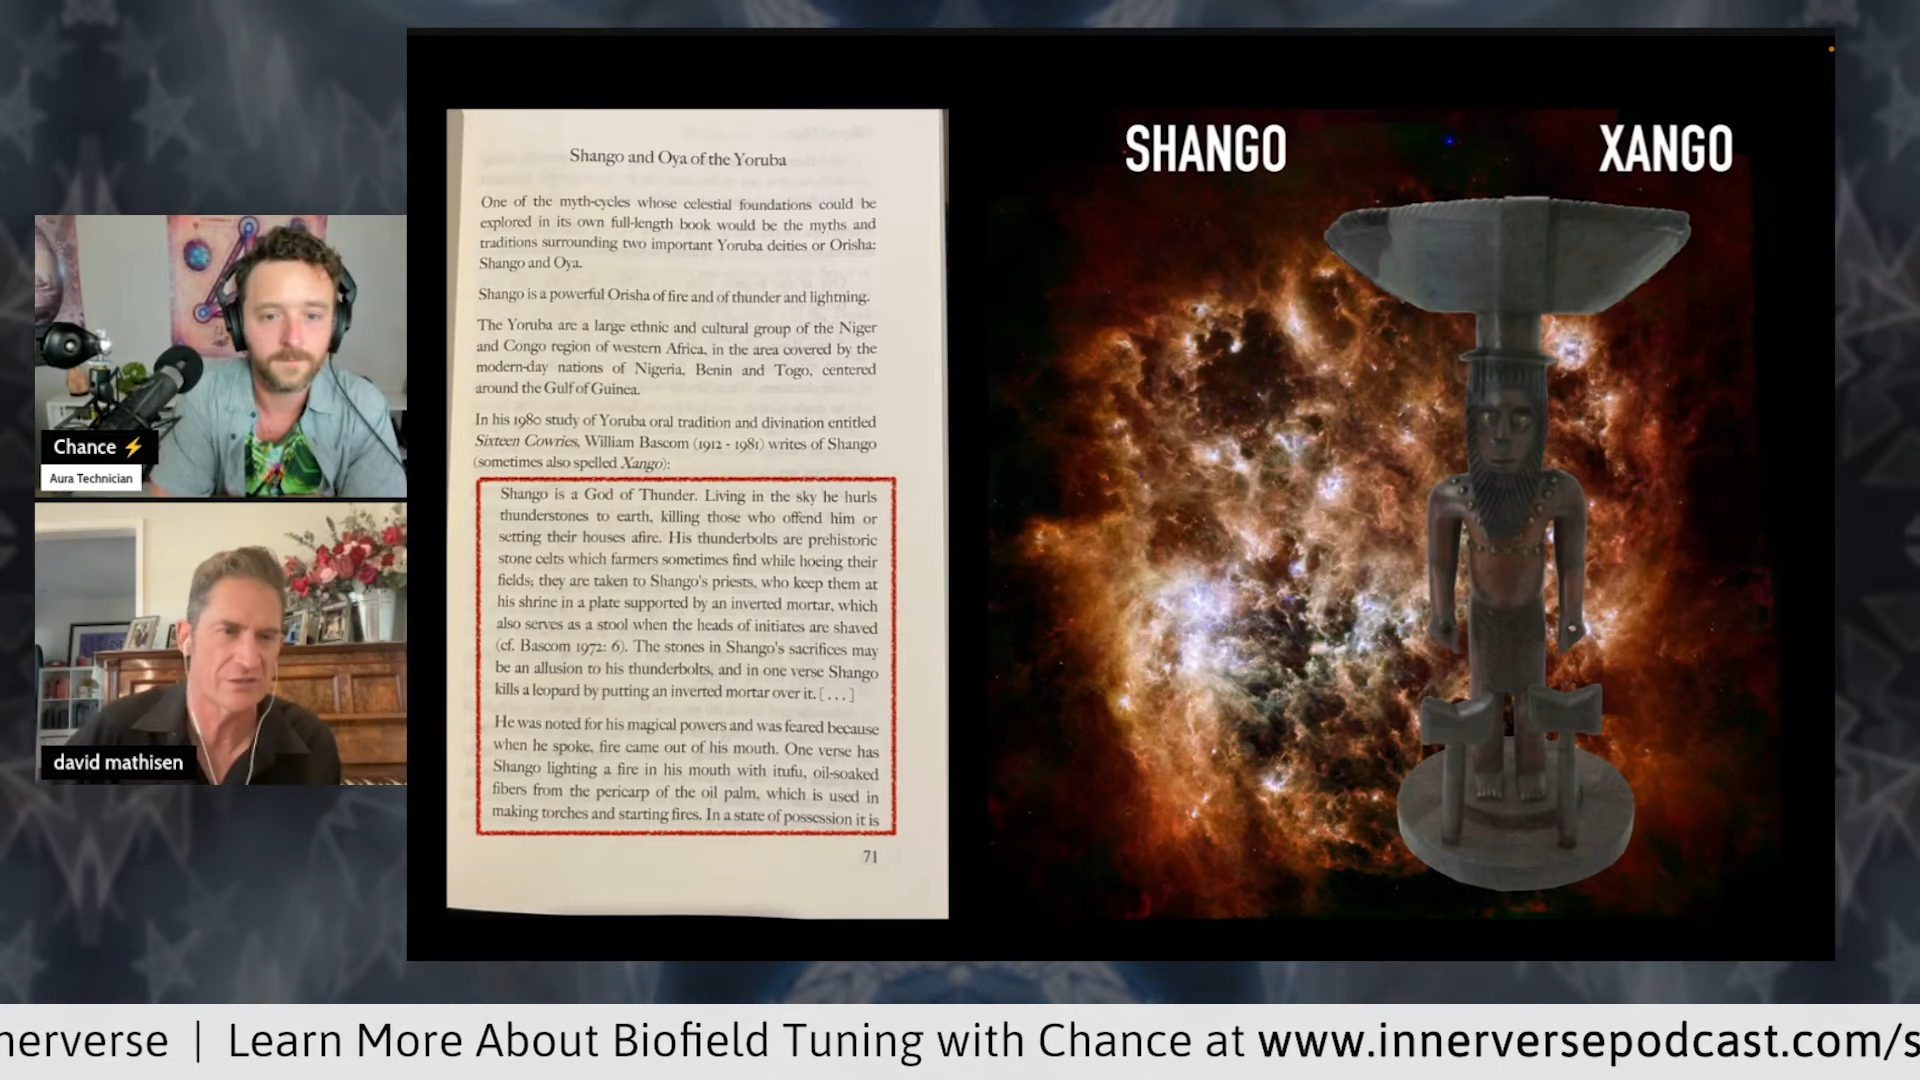 Chance ⚡
Aura Technician
david mathisen
Shango and Oya of the Yoruba
One of the myth-cycles whose celestial foundations could be
explored in its own full-length book would be the myths and
traditions surrounding two important Yoruba deities or Orisha:
Shango and Oya.
Shango is a powerful Orisha of fire and of thunder and lightning.
The Yoruba are a large ethnic and cultural group of the Niger
and Congo region of western Africa, in the area covered by the
modern-day nations of Nigeria, Benin and Togo, centered
around the Gulf of Guinea.
In his 1980 study of Yoruba oral tradition and divination entitled
Sixteen Cowries, William Bascom (1912 - 1981) writes of Shango
(sometimes also spelled Xango):
Shango is a God of Thunder. Living in the sky he hurls
thunderstones to earth, killing those who offend him or
setting their houses afire. His thunderbolts are prehistoric
stone celts which farmers sometimes find while hoeing their
fields; they are taken to Shango's priests, who keep them at
his shrine in a plate supported by an inverted mortar, which
also serves as a stool when the heads of initiates are shaved
(cf. Bascom 1972: 6). The stones in Shango's sacrifices may
be an allusion to his thunderbolts, and in one verse Shango
kills a leopard by putting an inverted mortar over it. [ . . . ]
He was noted for his magical powers and was feared because
when he spoke, fire came out of his mouth. One verse has
Shango lighting a fire in his mouth with itufu, oil-soaked
fibers from the pericarp of the oil palm, which is used in
making torches and starting fires. In a state of possession it is
71
SHANGO
XANGO
nerverse | Learn More About Biofield Tuning with Chance at www.innerversepodcast.com/s